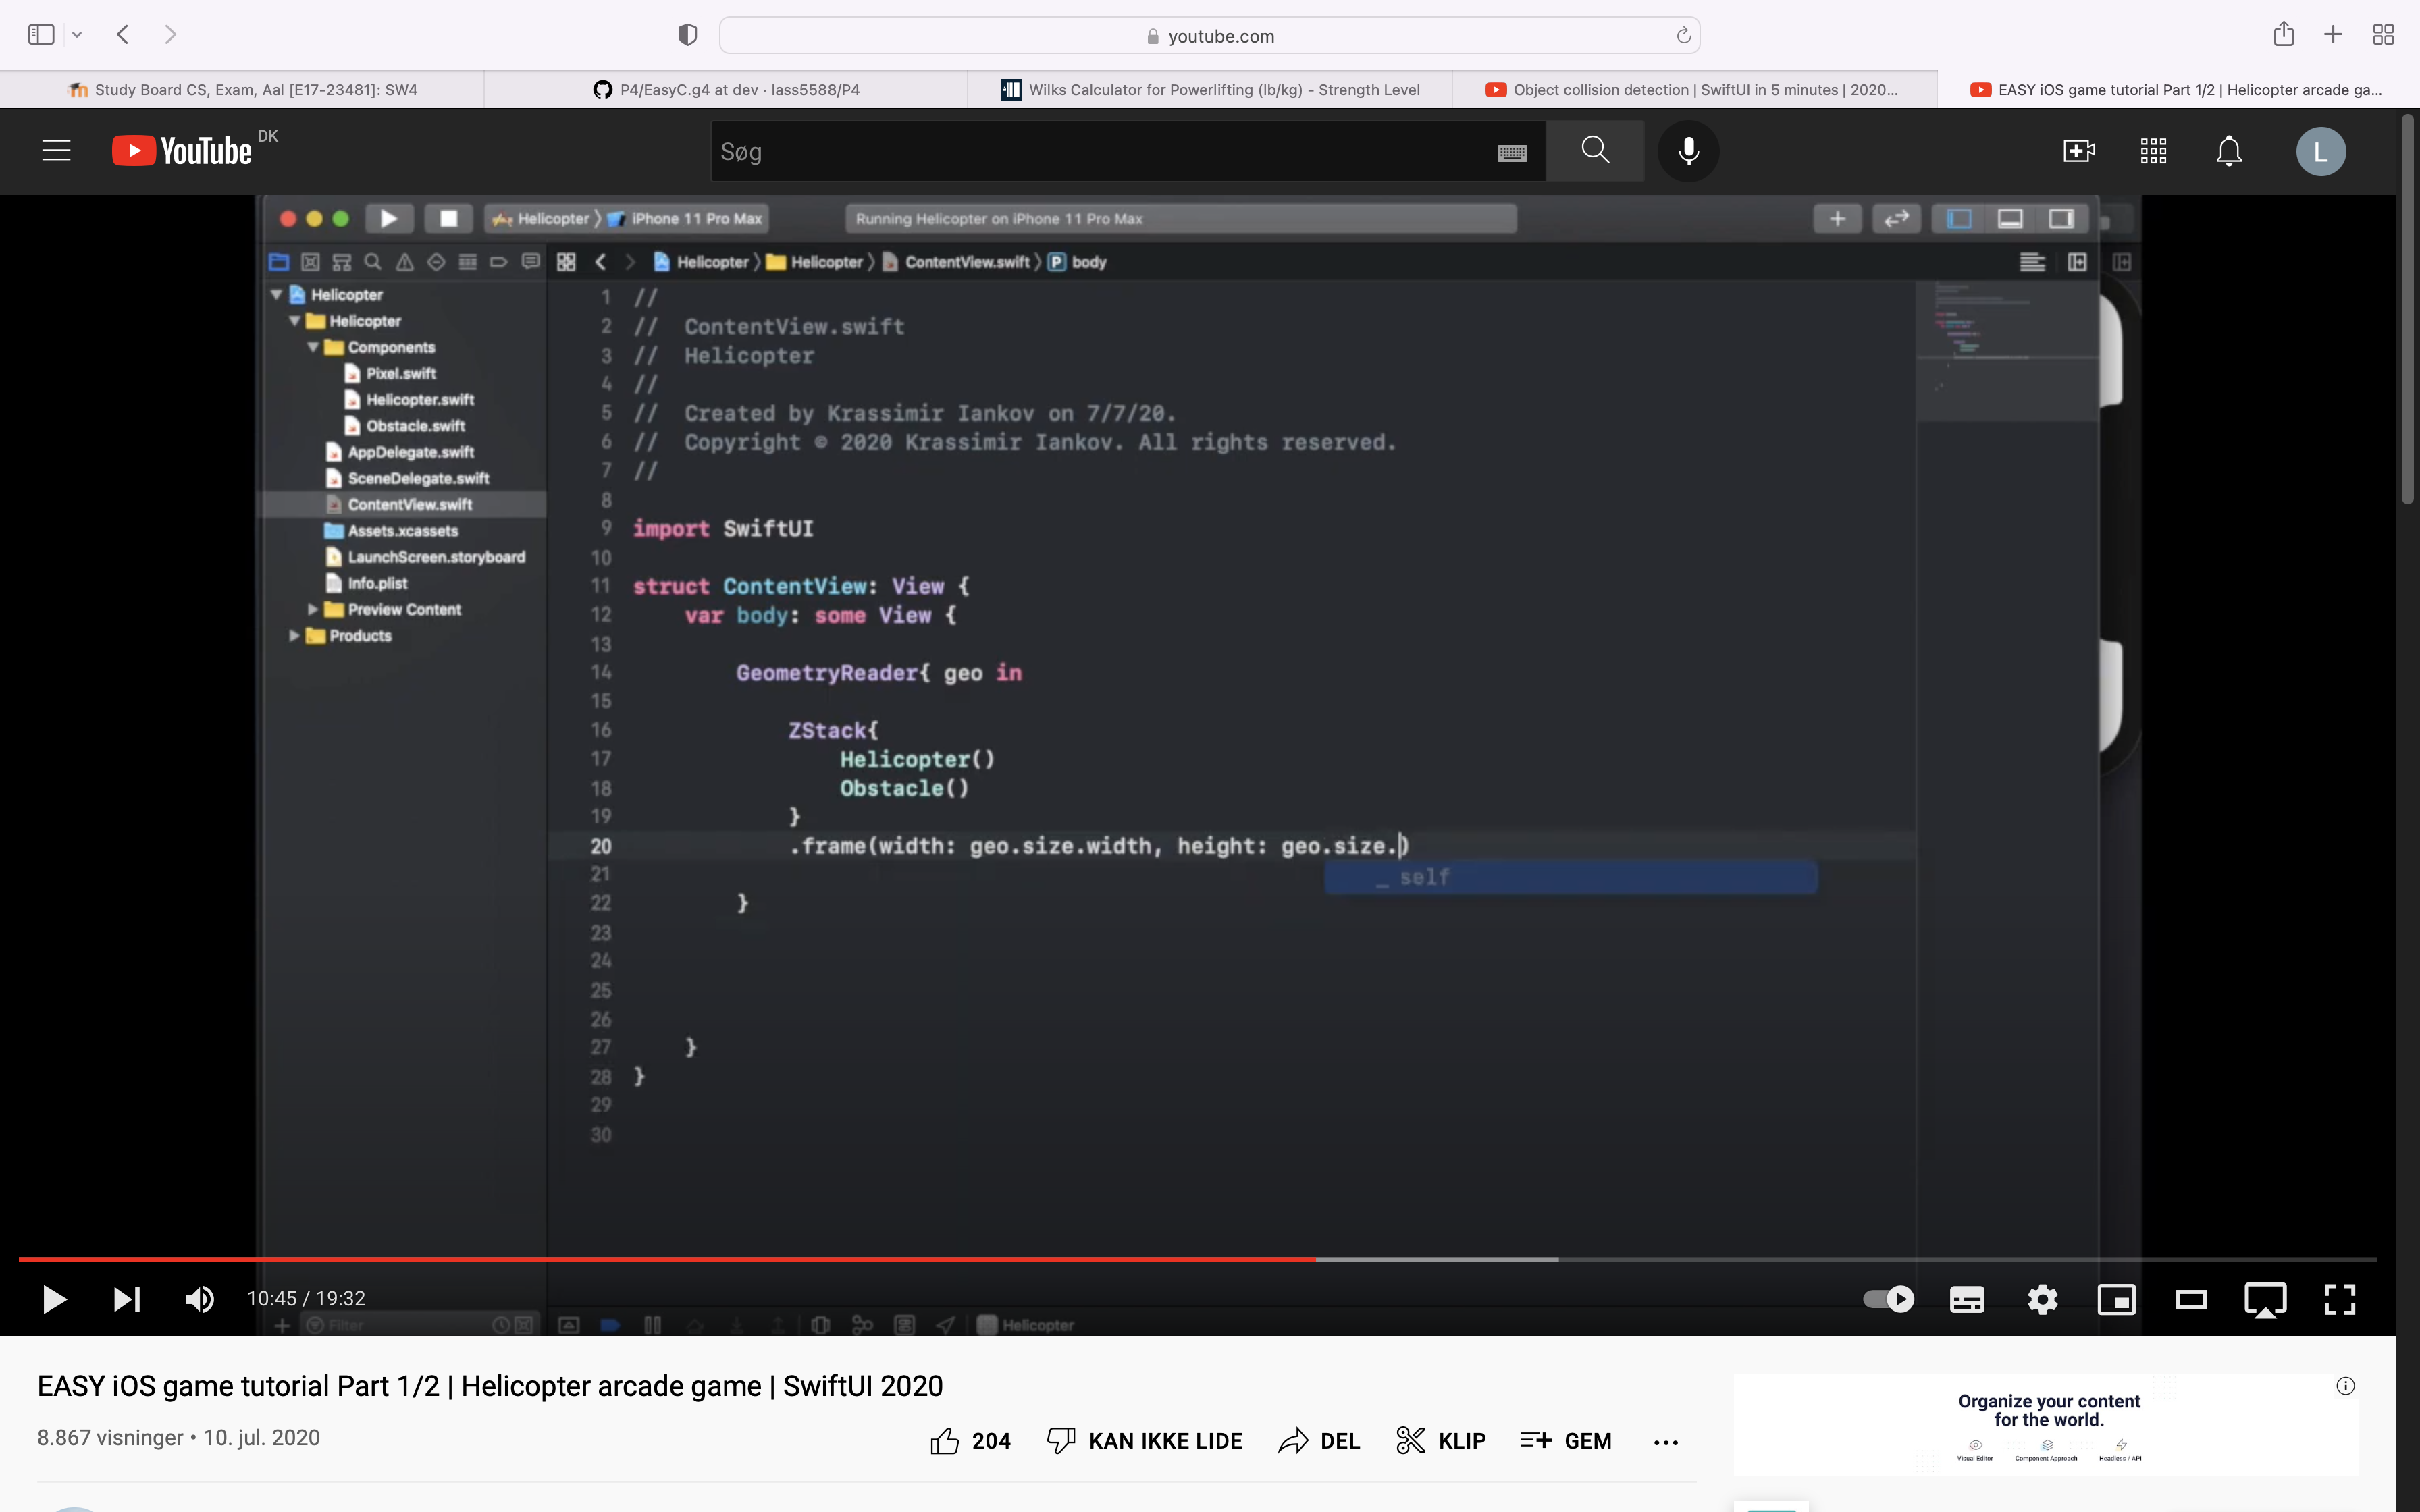 youtube.com
Study Board CS, Exam, Aal [E17-23481]: SW4
P4/EasyC.g4 at dev · lass5588/P4
Wilks Calculator for Powerlifting (lb/kg) - Strength Level
Object collision detection | SwiftUI in 5 minutes | 2020...
EASY iOS game tutorial Part 1/2 | Helicopter arcade ga...
YouTube DK
Søg
L
Helicopter
iPhone 11 Pro Max
Running Helicopter on iPhone 11 Pro Max
Helicopter
Helicopter
ContentView.swift
P body
Helicopter
Helicopter
Components
Pixel.swift
Helicopter.swift
Obstacle.swift
AppDelegate.swift
SceneDelegate.swift
ContentView.swift
Assets.xcassets
LaunchScreen.storyboard
Info.plist
Preview Content
Products
1 //
2 // ContentView.swift
3 // Helicopter
4 //
5 // Created by Krassimir Iankov on 7/7/20.
6 // Copyright © 2020 Krassimir Iankov. All rights reserved.
7 //
8
9 import SwiftUI
10
11 struct ContentView: View {
12 var body: some View {
13
14 GeometryReader{ geo in
15
16 ZStack{
17 Helicopter()
18 Obstacle()
19 }
20 .frame(width: geo.size.width, height: geo.size.)
21 _ self
22 }
23
24
25
26
27 }
28 }
29
30
10:45 / 19:32
Filter
Helicopter
EASY iOS game tutorial Part 1/2 | Helicopter arcade game | SwiftUI 2020
8.867 visninger • 10. jul. 2020
204
KAN IKKE LIDE
DEL
KLIP
GEM
Organize your content
for the world.
Visual Editor
Component Approach
Headless / API